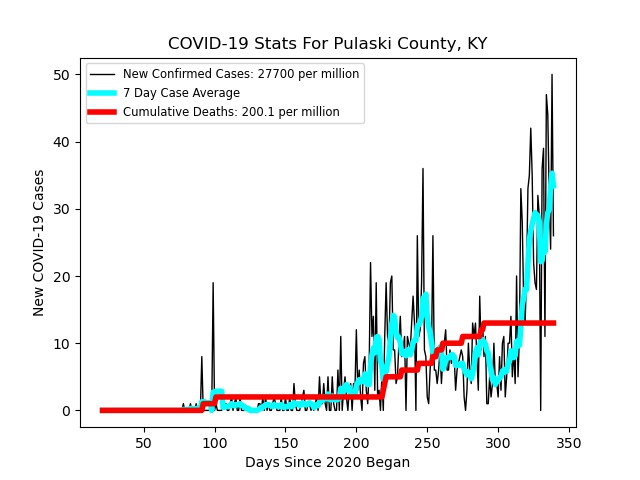 COVID-19 Stats For Pulaski County, KY
New Confirmed Cases: 27700 per million
7 Day Case Average
Cumulative Deaths: 200.1 per million
New COVID-19 Cases
50
40
30
20
10
0
50 100 150 200 250 300 350
Days Since 2020 Began